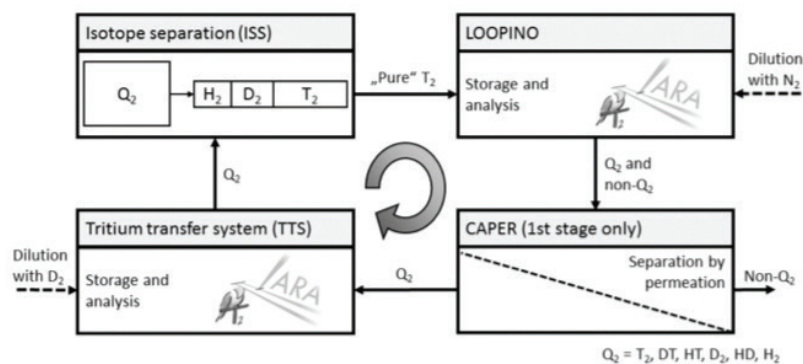 Isotope separation (ISS)
Q₂
H₂ D₂ T₂
„Pure“ T₂
LOOPINO
Storage and
analysis
LARA
Dilution
with N₂
Q₂
Q₂ and
non-Q₂
Tritium transfer system (TTS)
Dilution
with D₂
Storage and
analysis
LARA
Q₂
CAPER (1st stage only)
Separation by
permeation
Non-Q₂
Q₂ = T₂, DT, HT, D₂, HD, H₂